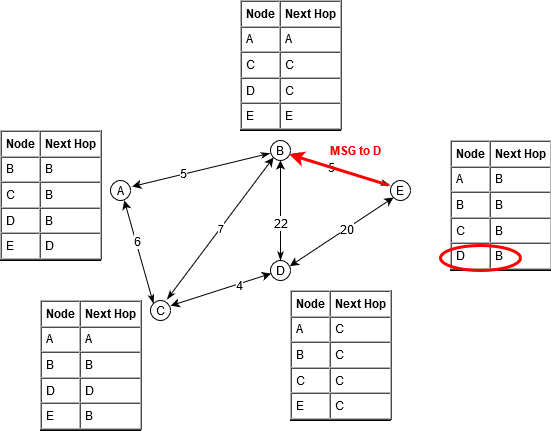 Node Next Hop
A A
C C
D C
E E
MSG to D
Node Next Hop
B B
C B
D B
E D
B
5
5
A
E
Node Next Hop
A B
B B
C B
D B
7
22
20
6
D
4
C
Node Next Hop
A A
B B
D D
E B
Node Next Hop
A C
B C
C C
E C